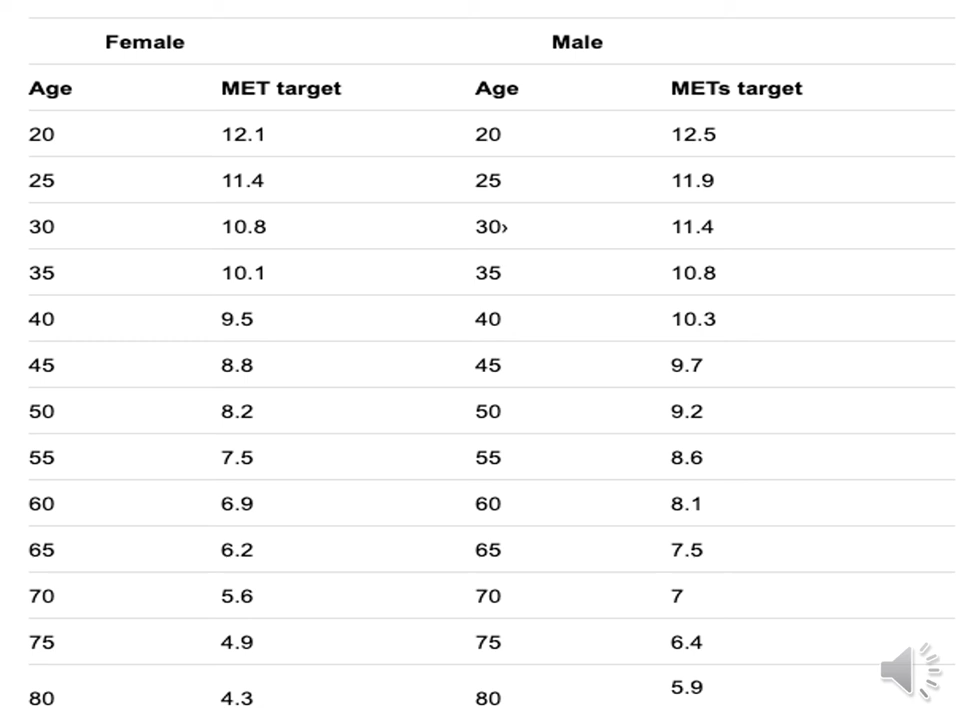 Female Male
Age MET target Age METs target
20 12.1 20 12.5
25 11.4 25 11.9
30 10.8 30› 11.4
35 10.1 35 10.8
40 9.5 40 10.3
45 8.8 45 9.7
50 8.2 50 9.2
55 7.5 55 8.6
60 6.9 60 8.1
65 6.2 65 7.5
70 5.6 70 7
75 4.9 75 6.4
80 4.3 80 5.9